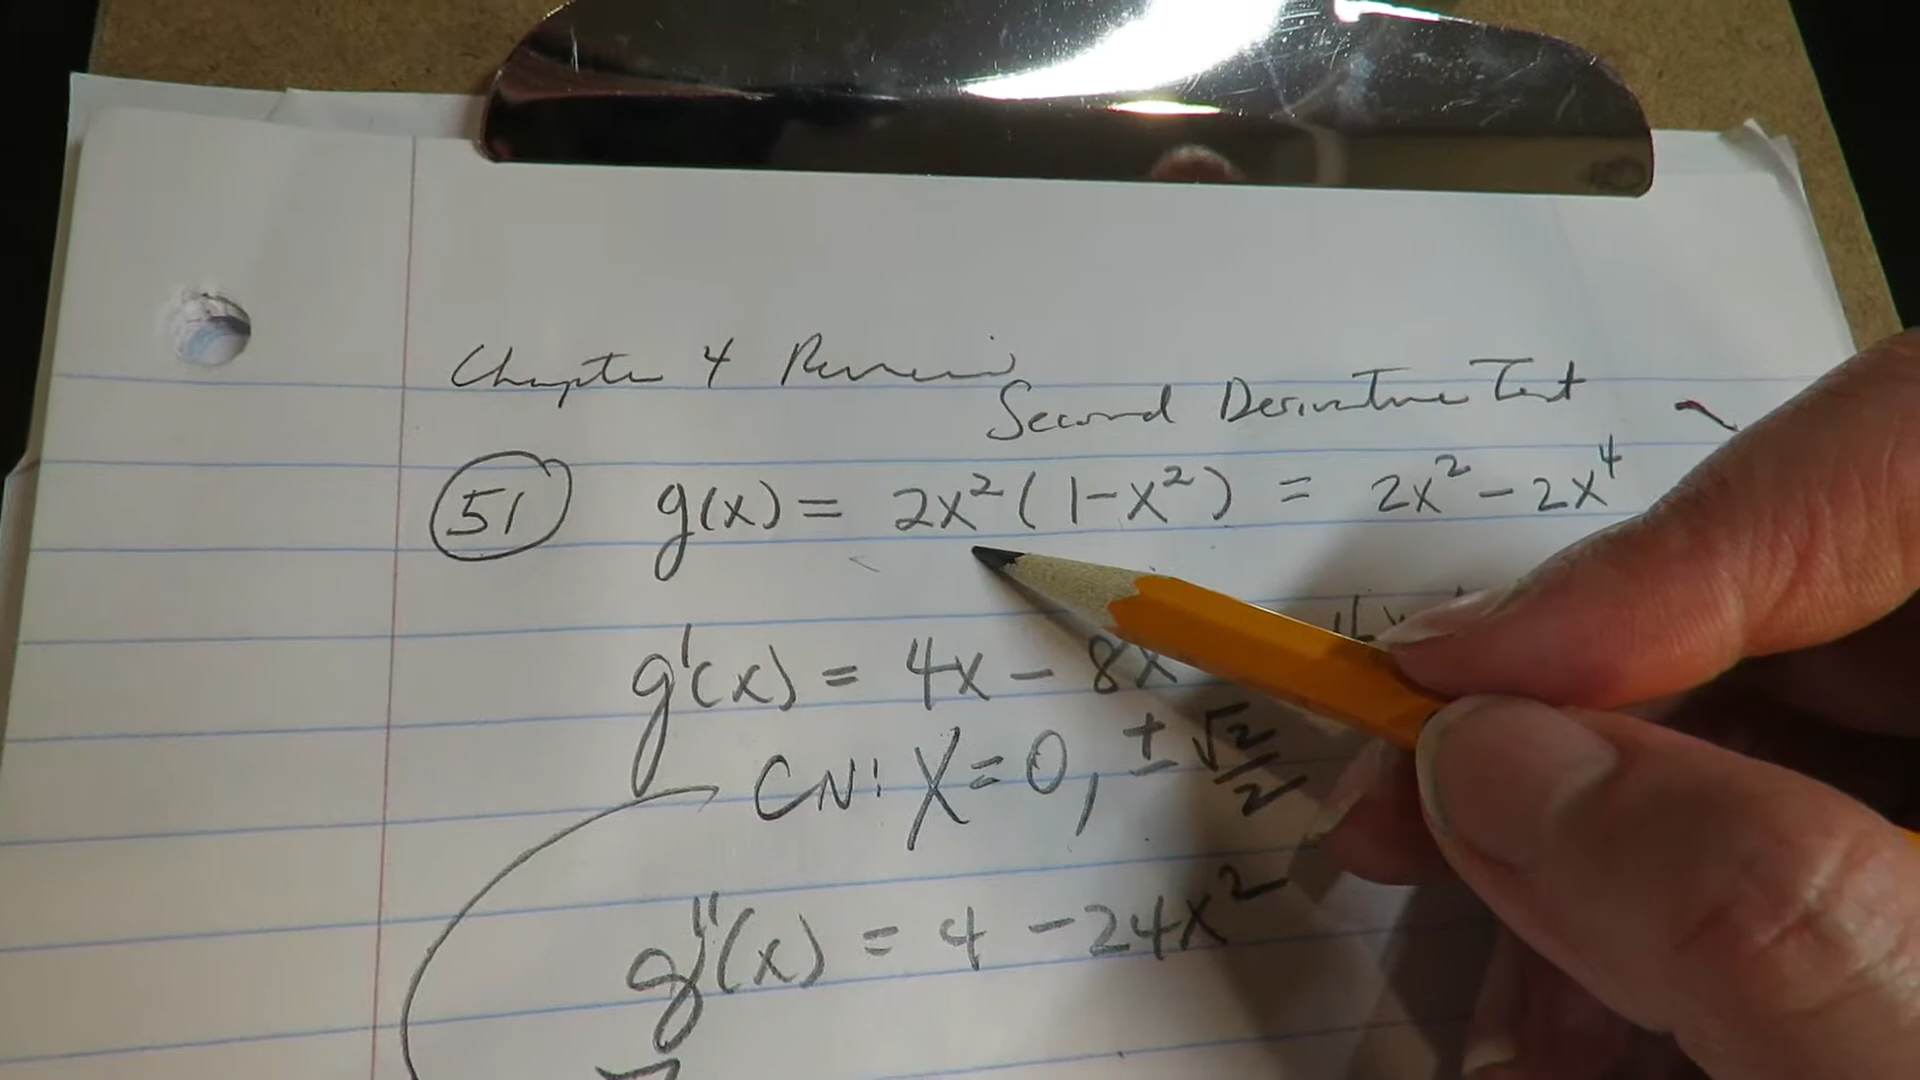 Chapter 4 Review
Second Derivative Test
51 g(x) = 2x²(1-x²) = 2x² - 2x⁴
g'(x) = 4x - 8x
CN: X = 0, ± √2/2
g''(x) = 4 - 24x²